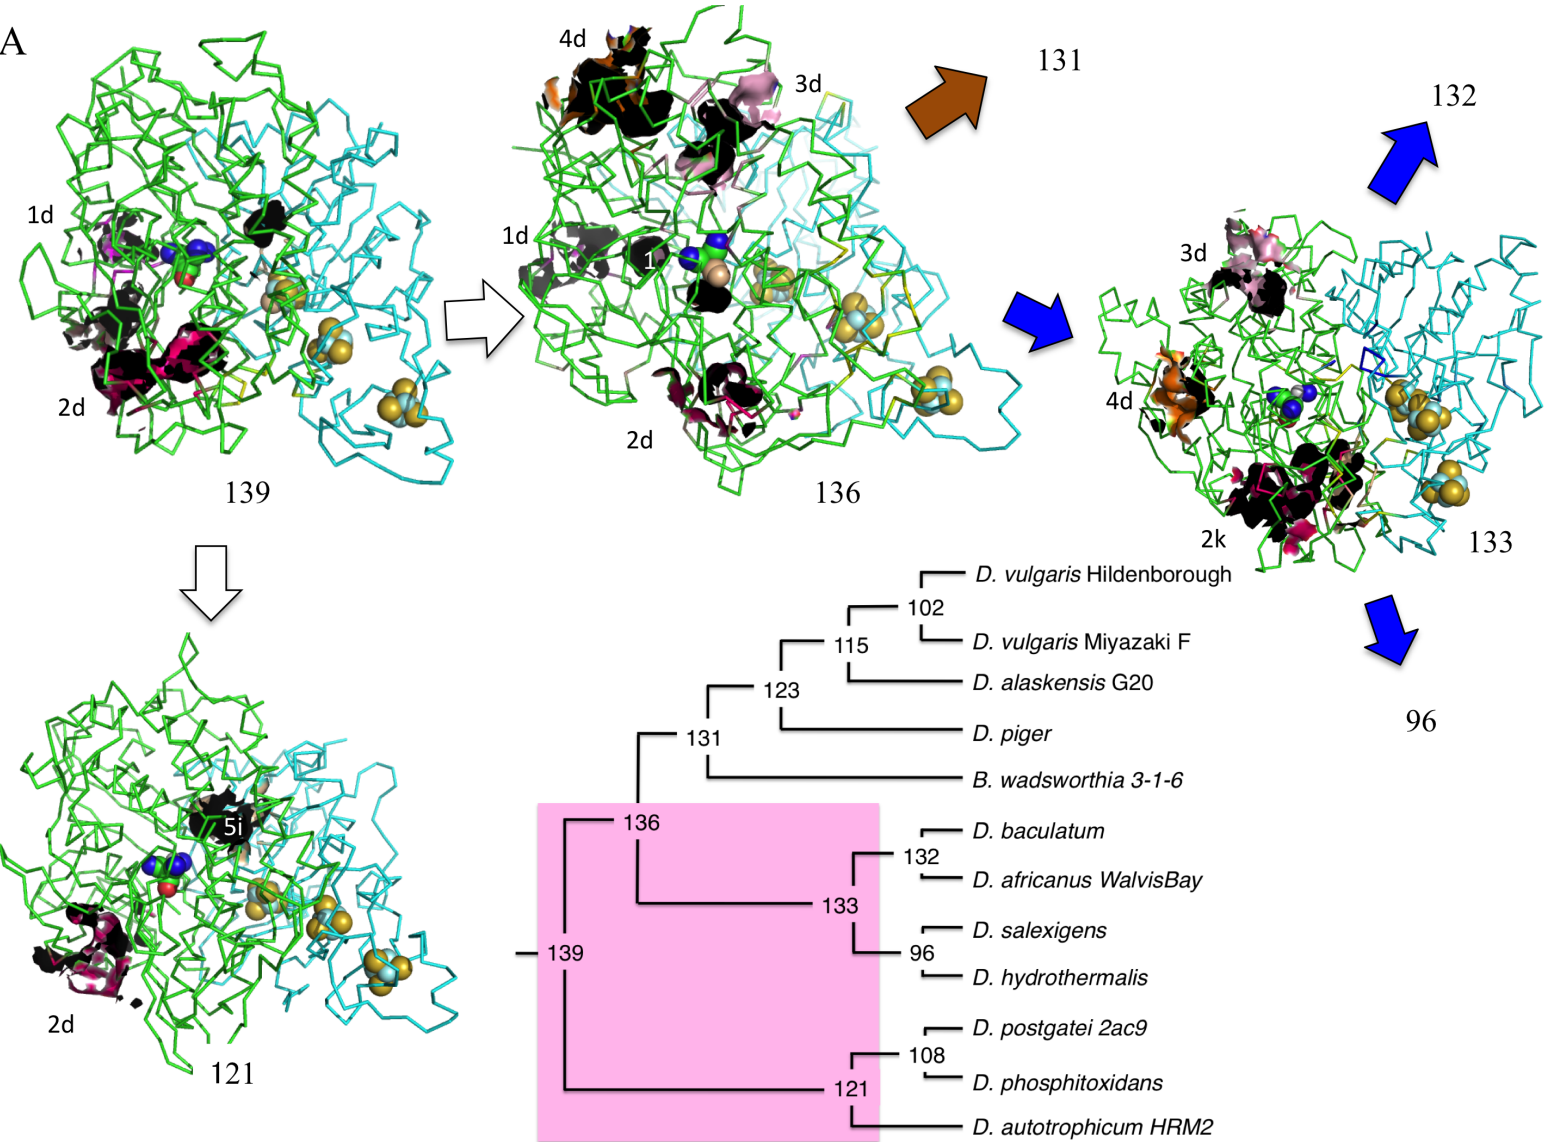 A
4d
131
3d
132
1d
1d
1
3d
4d
2d
2d
2k
139
136
133
96
5i
2d
121
D. vulgaris Hildenborough
102
D. vulgaris Miyazaki F
115
D. alaskensis G20
123
D. piger
131
B. wadsworthia 3-1-6
136
D. baculatum
132
D. africanus WalvisBay
133
D. salexigens
139
96
D. hydrothermalis
D. postgatei 2ac9
108
D. phosphitoxidans
121
D. autotrophicum HRM2